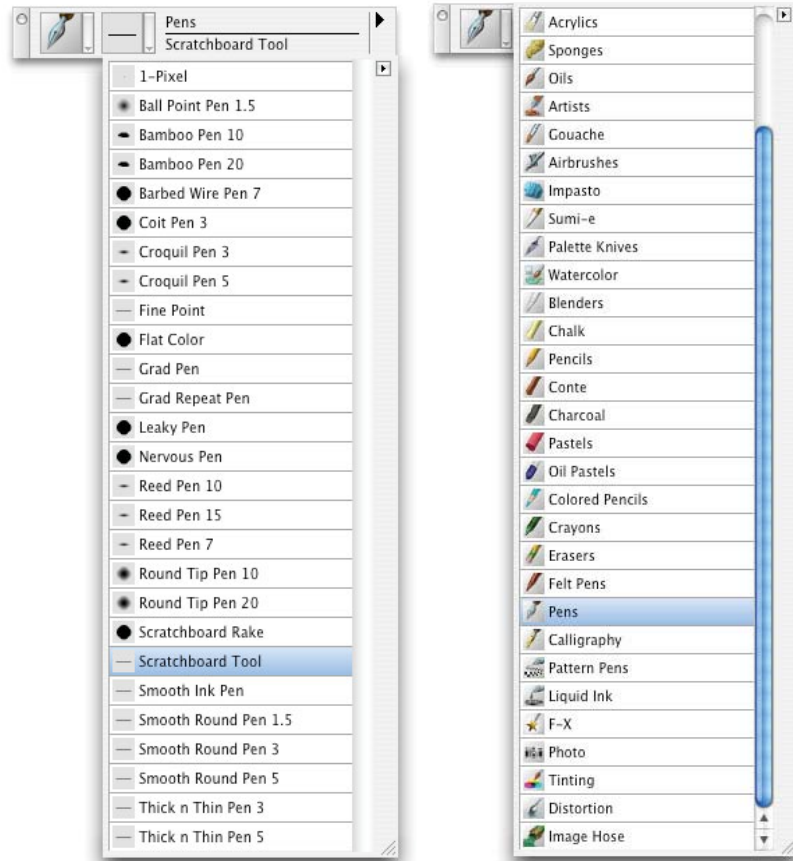 Pens
Scratchboard Tool
1-Pixel
Ball Point Pen 1.5
Bamboo Pen 10
Bamboo Pen 20
Barbed Wire Pen 7
Coit Pen 3
Croquil Pen 3
Croquil Pen 5
Fine Point
Flat Color
Grad Pen
Grad Repeat Pen
Leaky Pen
Nervous Pen
Reed Pen 10
Reed Pen 15
Reed Pen 7
Round Tip Pen 10
Round Tip Pen 20
Scratchboard Rake
Scratchboard Tool
Smooth Ink Pen
Smooth Round Pen 1.5
Smooth Round Pen 3
Smooth Round Pen 5
Thick n Thin Pen 3
Thick n Thin Pen 5
Acrylics
Sponges
Oils
Artists
Gouache
Airbrushes
Impasto
Sumi-e
Palette Knives
Watercolor
Blenders
Chalk
Pencils
Conte
Charcoal
Pastels
Oil Pastels
Colored Pencils
Crayons
Erasers
Felt Pens
Pens
Calligraphy
Pattern Pens
Liquid Ink
F-X
Photo
Tinting
Distortion
Image Hose